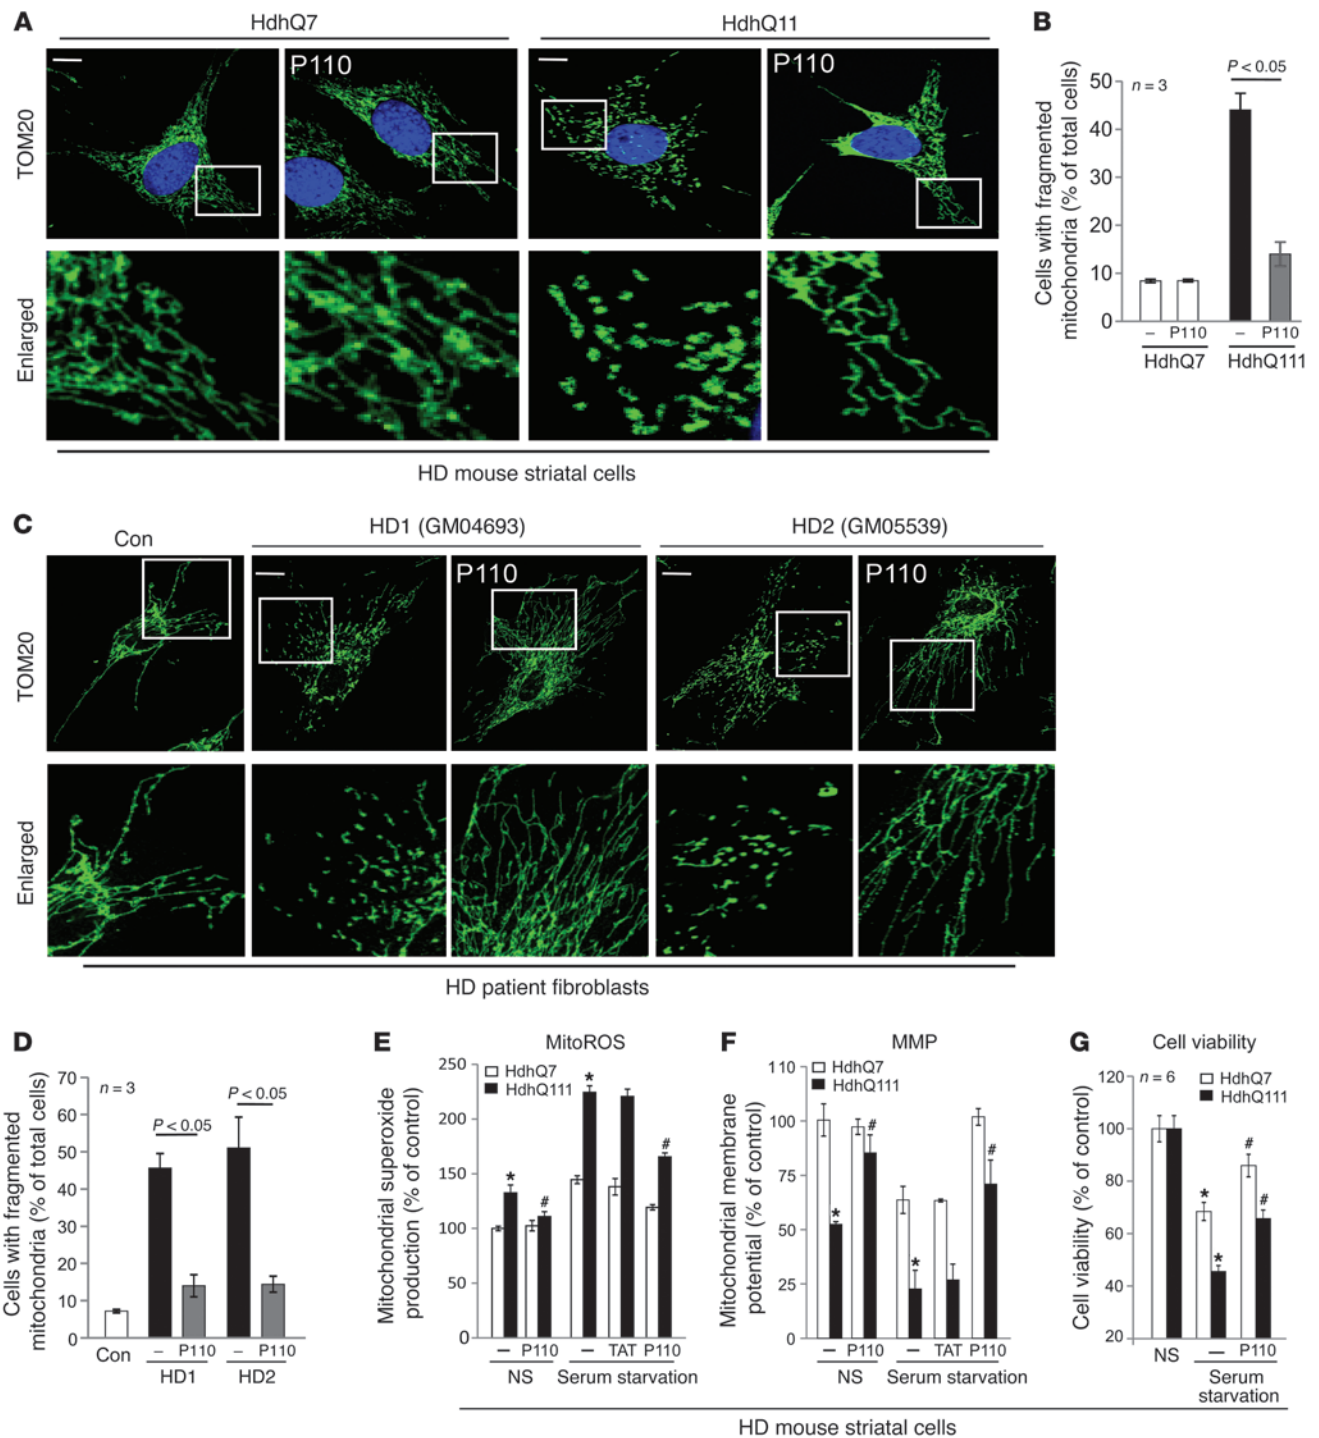 A
HdhQ7
HdhQ11
P110
P110
TOM20
Enlarged
HD mouse striatal cells
B
Cells with fragmented
mitochondria (% of total cells)
50
40
30
20
10
0
n = 3
P < 0.05
– P110 – P110
HdhQ7 HdhQ111
C
Con
HD1 (GM04693)
HD2 (GM05539)
P110
P110
TOM20
Enlarged
HD patient fibroblasts
D
Cells with fragmented
mitochondria (% of total cells)
70
60
50
40
30
20
10
0
n = 3
P < 0.05
P < 0.05
Con – P110 – P110
HD1 HD2
E
MitoROS
Mitochondrial superoxide
production (% of control)
250
200
150
100
50
0
HdhQ7
HdhQ111
* # * #
– P110 – TAT P110
NS Serum starvation
F
MMP
Mitochondrial membrane
potential (% of control)
110
100
75
50
25
0
HdhQ7
HdhQ111
* # * #
– P110 – TAT P110
NS Serum starvation
G
Cell viability
Cell viability (% of control)
120
100
80
60
40
20
n = 6
HdhQ7
HdhQ111
* * # #
NS – P110
Serum
starvation
HD mouse striatal cells